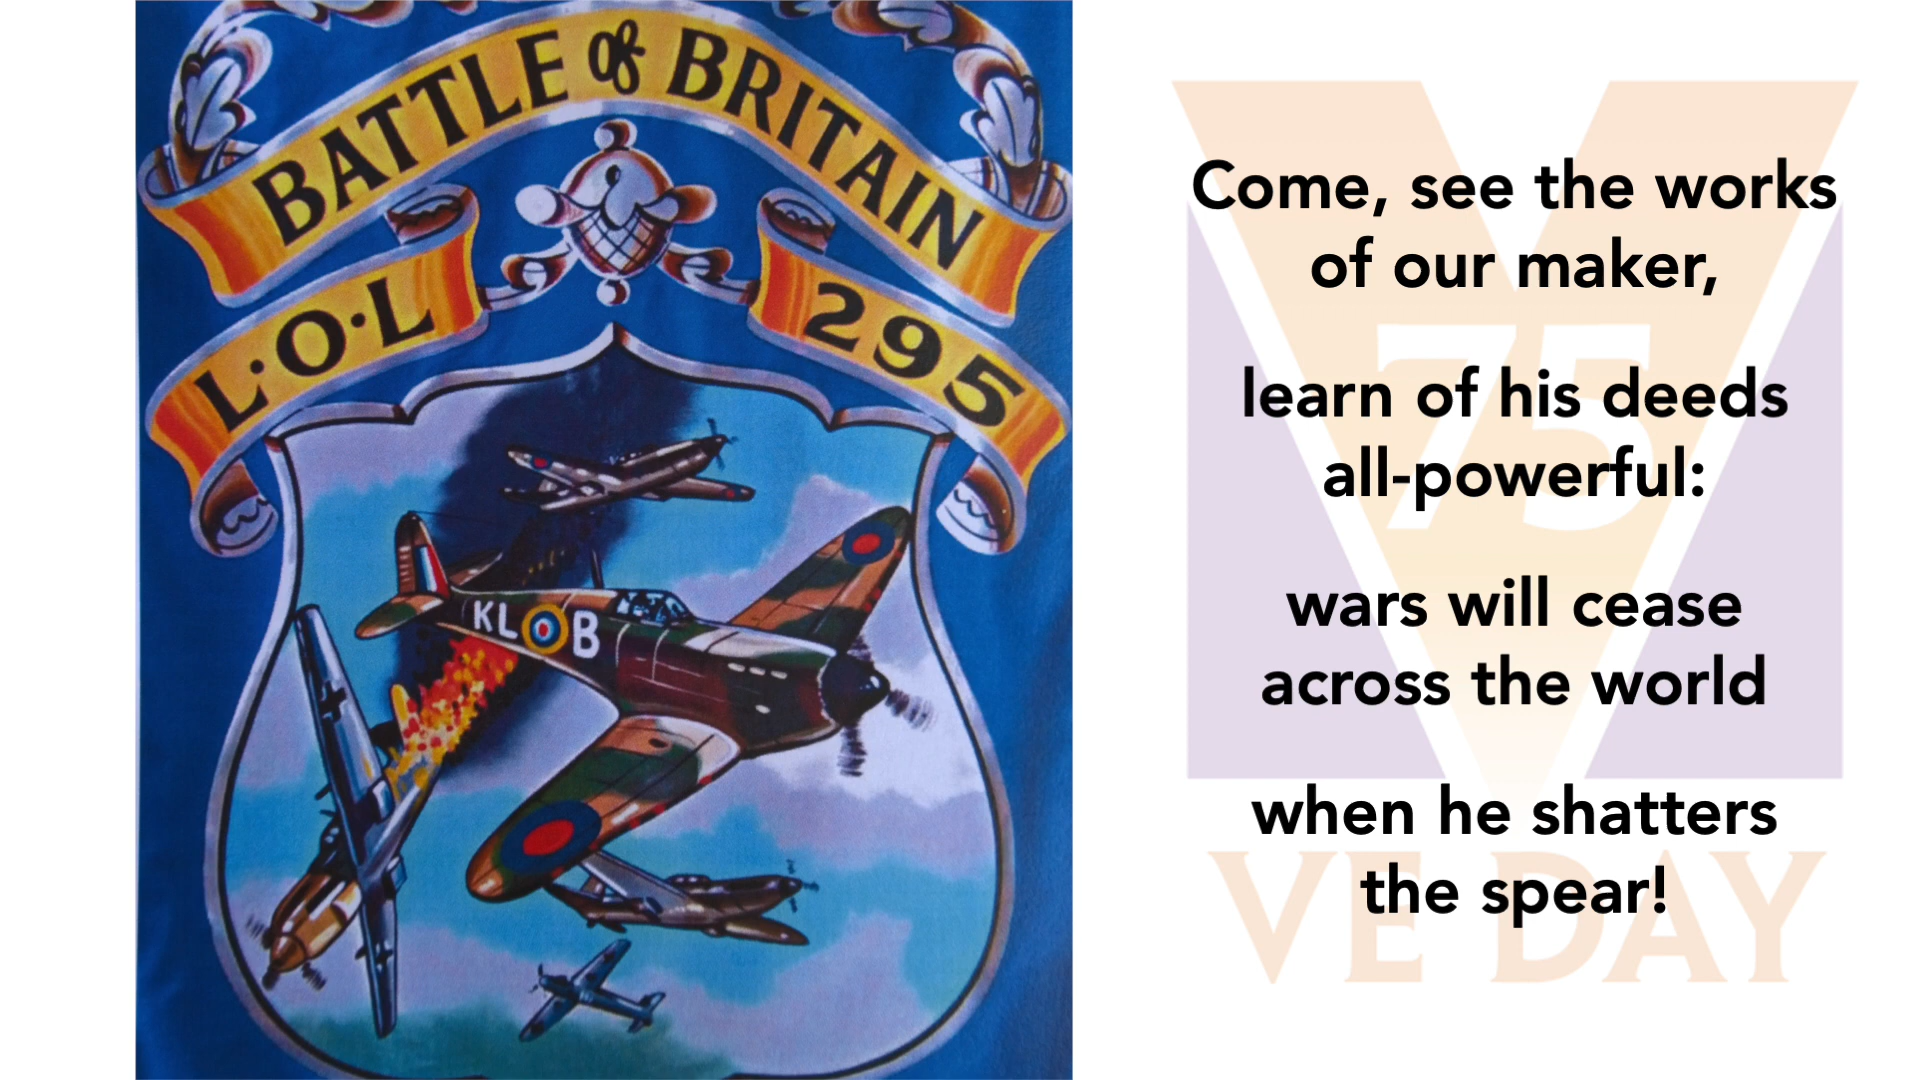 BATTLE of BRITAIN
L·O·L 295
KL B
Come, see the works
of our maker,
learn of his deeds
all-powerful:
wars will cease
across the world
when he shatters
the spear!
75
VE DAY